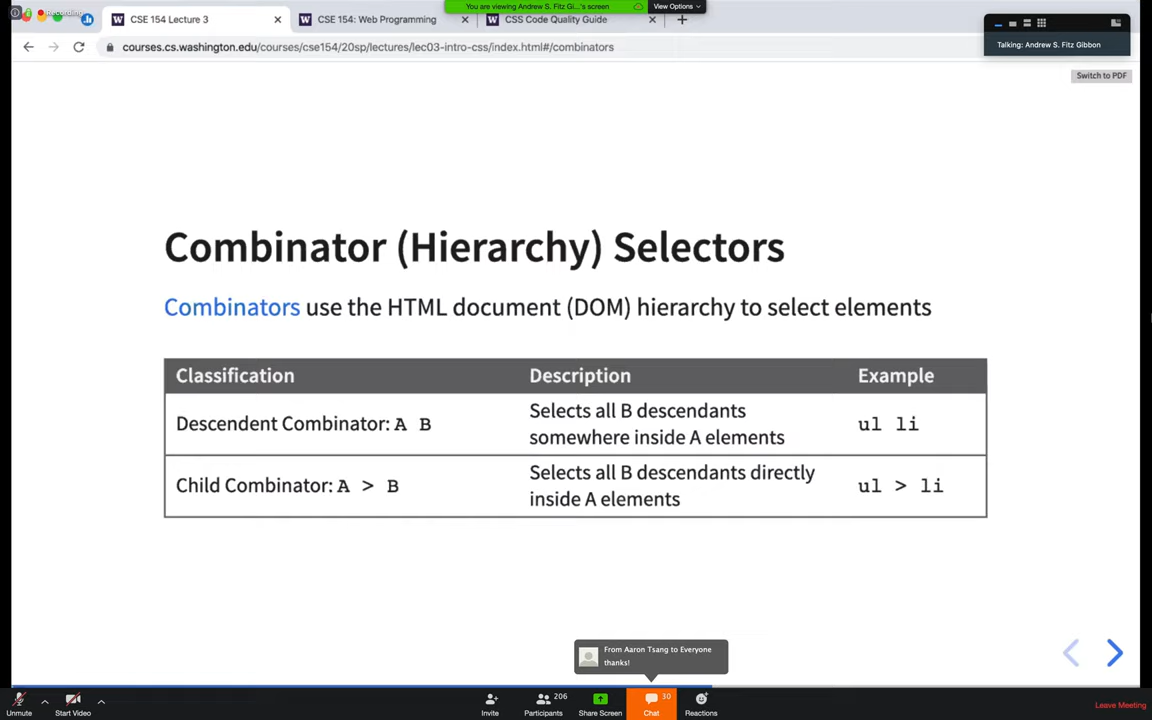 Recording
CSE 154 Lecture 3
CSE 154: Web Programming
CSS Code Quality Guide
You are viewing Andrew S. Fitz Gi...'s screen
View Options
courses.cs.washington.edu/courses/cse154/20sp/lectures/lec03-intro-css/index.html#/combinators
Talking: Andrew S. Fitz Gibbon
Switch to PDF
Combinator (Hierarchy) Selectors
Combinators use the HTML document (DOM) hierarchy to select elements
Classification Description Example
Descendent Combinator: A B
Selects all B descendants
somewhere inside A elements
ul li
Child Combinator: A > B
Selects all B descendants directly
inside A elements
ul > li
From Aaron Tsang to Everyone
thanks!
Unmute
Start Video
Invite
206
Participants
Share Screen
30
Chat
Reactions
Leave Meeting